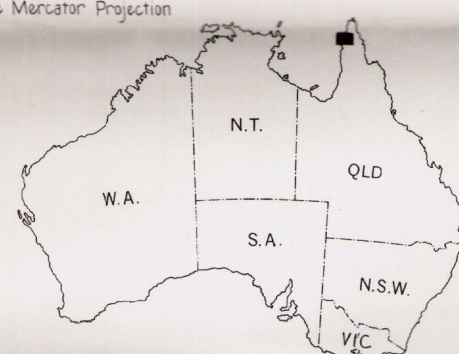 Mercator Projection
N.T.
QLD
W.A.
S.A.
N.S.W.
VIC